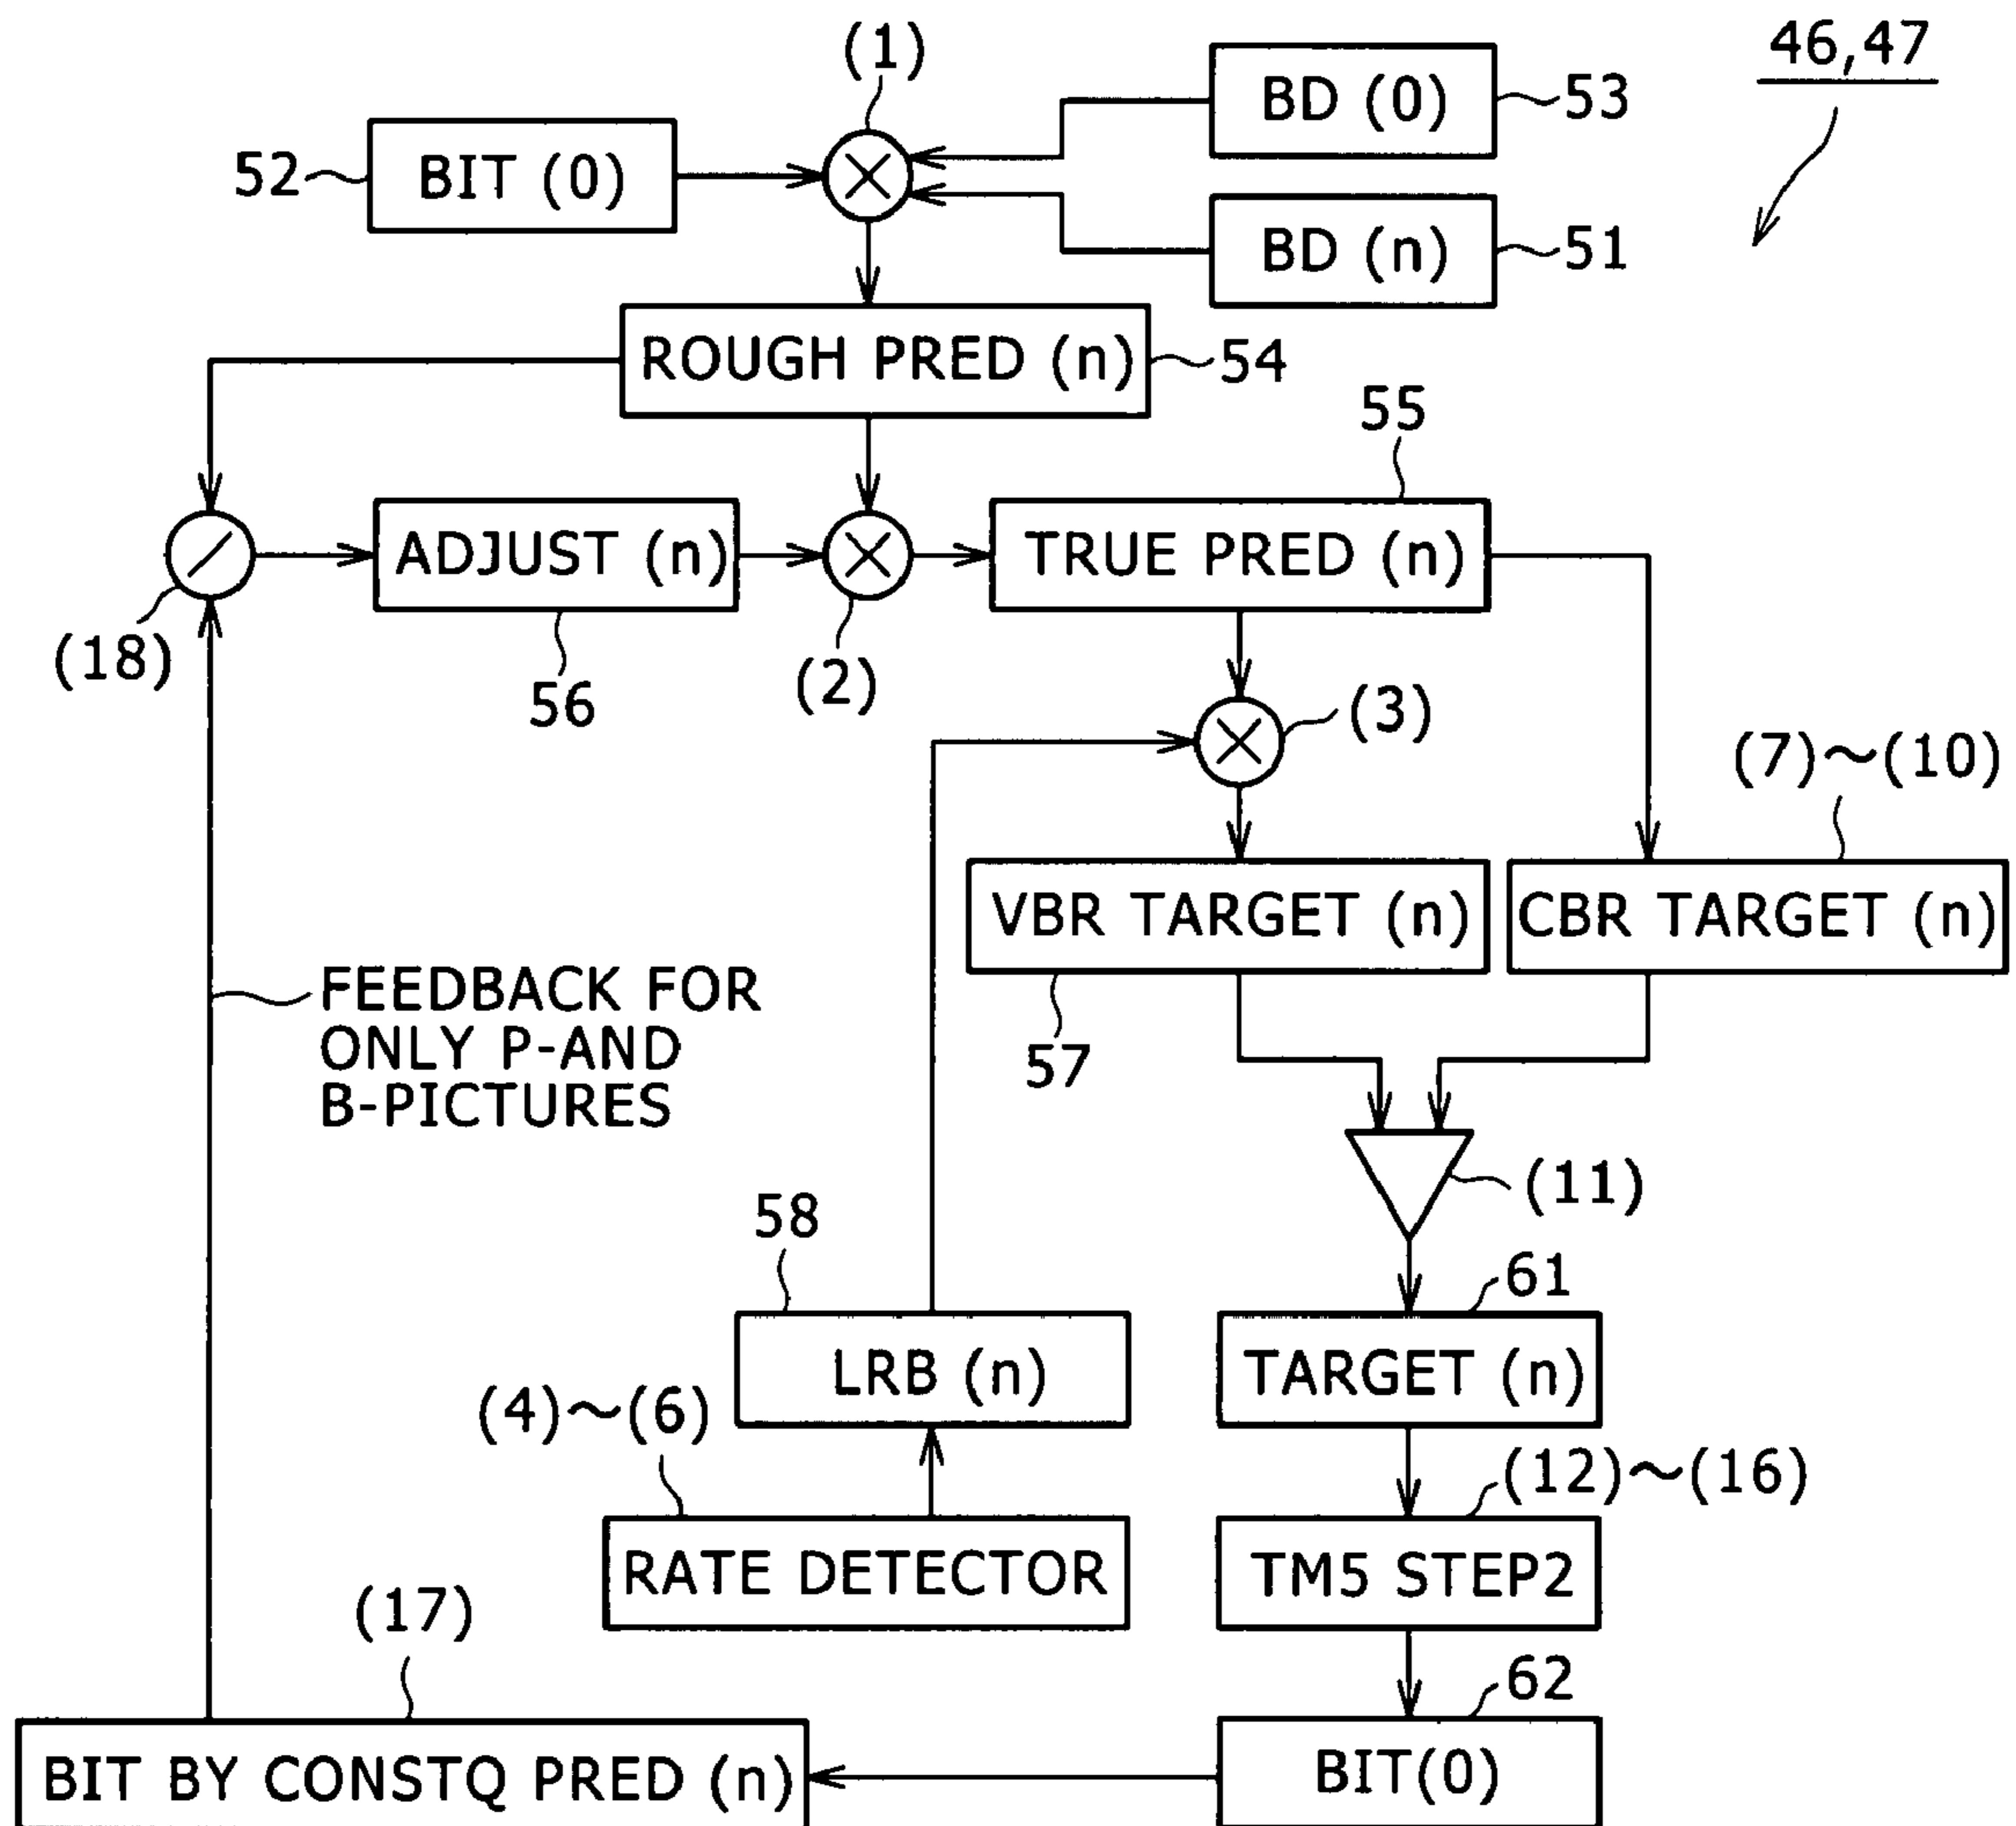 (1)
46,47
BD (0)
53
52
BIT (0)
BD (n)
51
ROUGH PRED (n)
54
55
ADJUST (n)
TRUE PRED (n)
(18)
56
(2)
(3)
(7)～(10)
VBR TARGET (n)
CBR TARGET (n)
FEEDBACK FOR
ONLY P-AND
B-PICTURES
57
(11)
58
61
LRB (n)
TARGET (n)
(4)～(6)
(12)～(16)
RATE DETECTOR
TM5 STEP2
(17)
62
BIT BY CONSTQ PRED (n)
BIT(0)